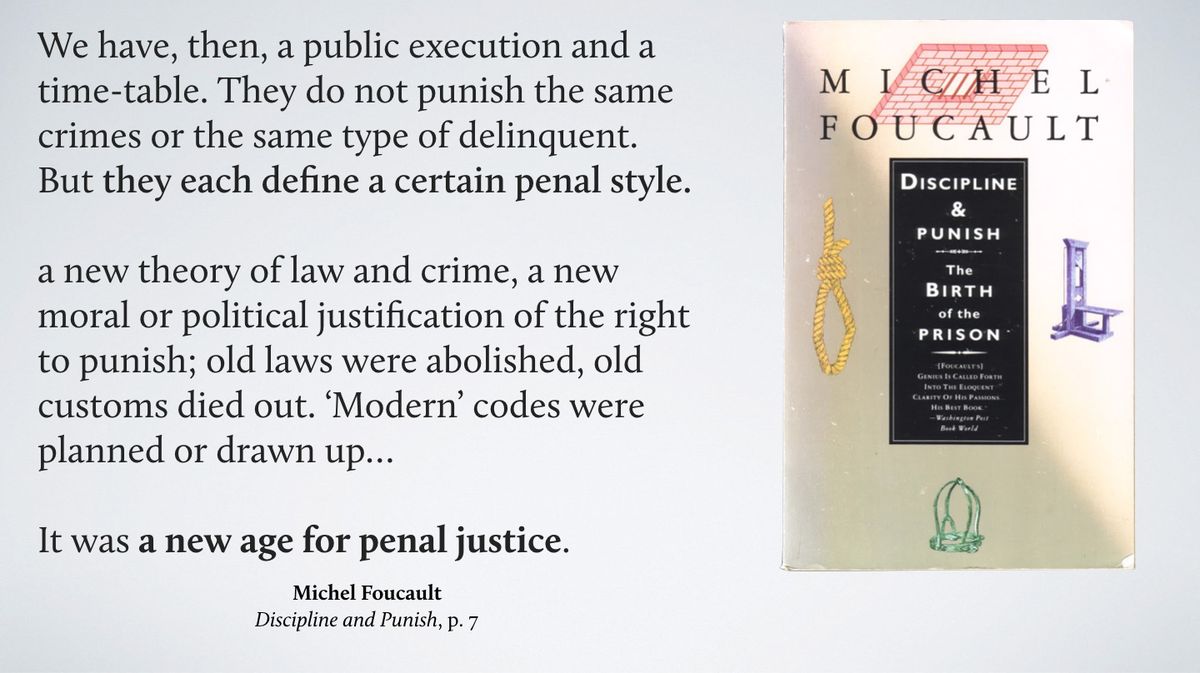 We have, then, a public execution and a
time-table. They do not punish the same
crimes or the same type of delinquent.
But they each define a certain penal style.
a new theory of law and crime, a new
moral or political justification of the right
to punish; old laws were abolished, old
customs died out. ‘Modern’ codes were
planned or drawn up…
It was a new age for penal justice.
Michel Foucault
Discipline and Punish, p. 7
MICHEL
FOUCAULT
DISCIPLINE
&
PUNISH
The
BIRTH
of the
PRISON
"[FOUCAULT'S]
GENIUS IS CALLED FORTH
INTO THE ELOQUENT
CLARITY OF HIS PASSIONS...
HIS BEST BOOK."
—Washington Post
Book World